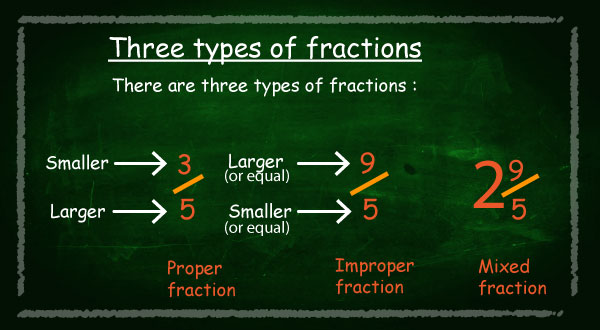 Three types of fractions
There are three types of fractions :
Smaller 3 Larger (or equal) 9 2 9
Larger 5 Smaller (or equal) 5 5
Proper fraction Improper fraction Mixed fraction